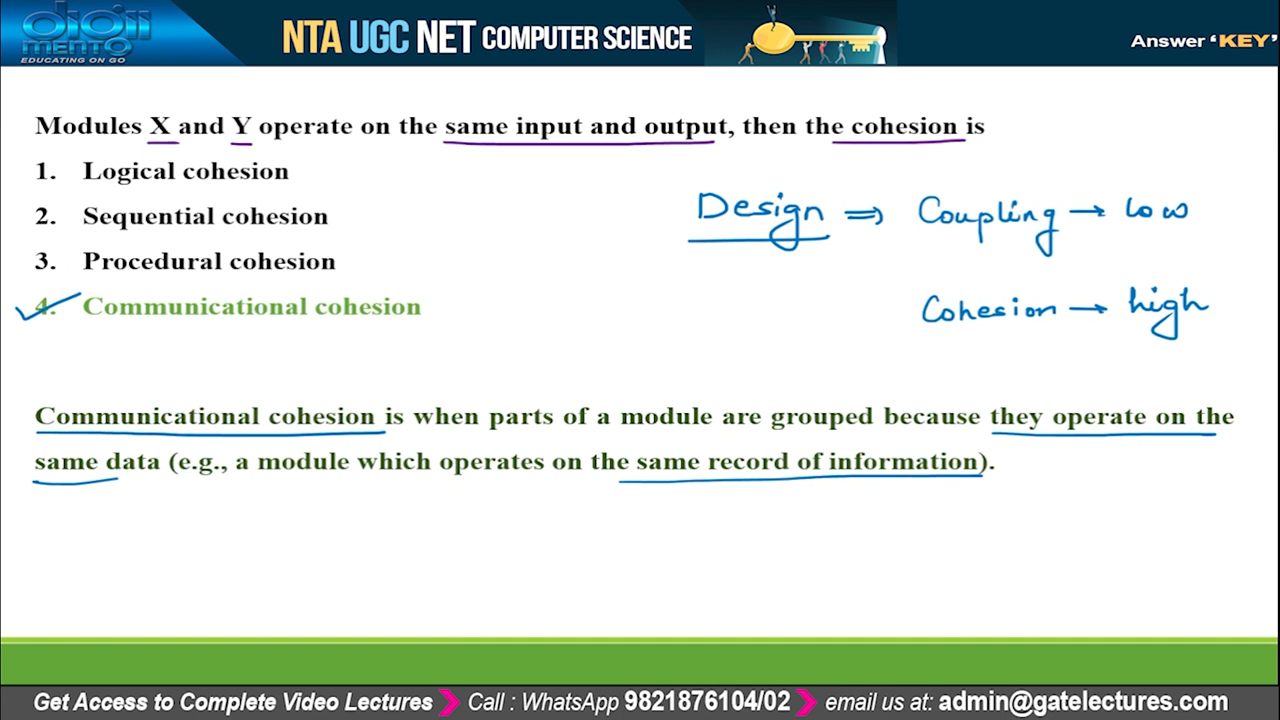 digii
MENTO
EDUCATING ON GO
NTA UGC NET COMPUTER SCIENCE
Answer ‘KEY’
Modules X and Y operate on the same input and output, then the cohesion is
1. Logical cohesion
2. Sequential cohesion
3. Procedural cohesion
4. Communicational cohesion
Design ⇒ Coupling → low
Cohesion → high
Communicational cohesion is when parts of a module are grouped because they operate on the
same data (e.g., a module which operates on the same record of information).
Get Access to Complete Video Lectures Call : WhatsApp 9821876104/02 email us at: admin@gatelectures.com